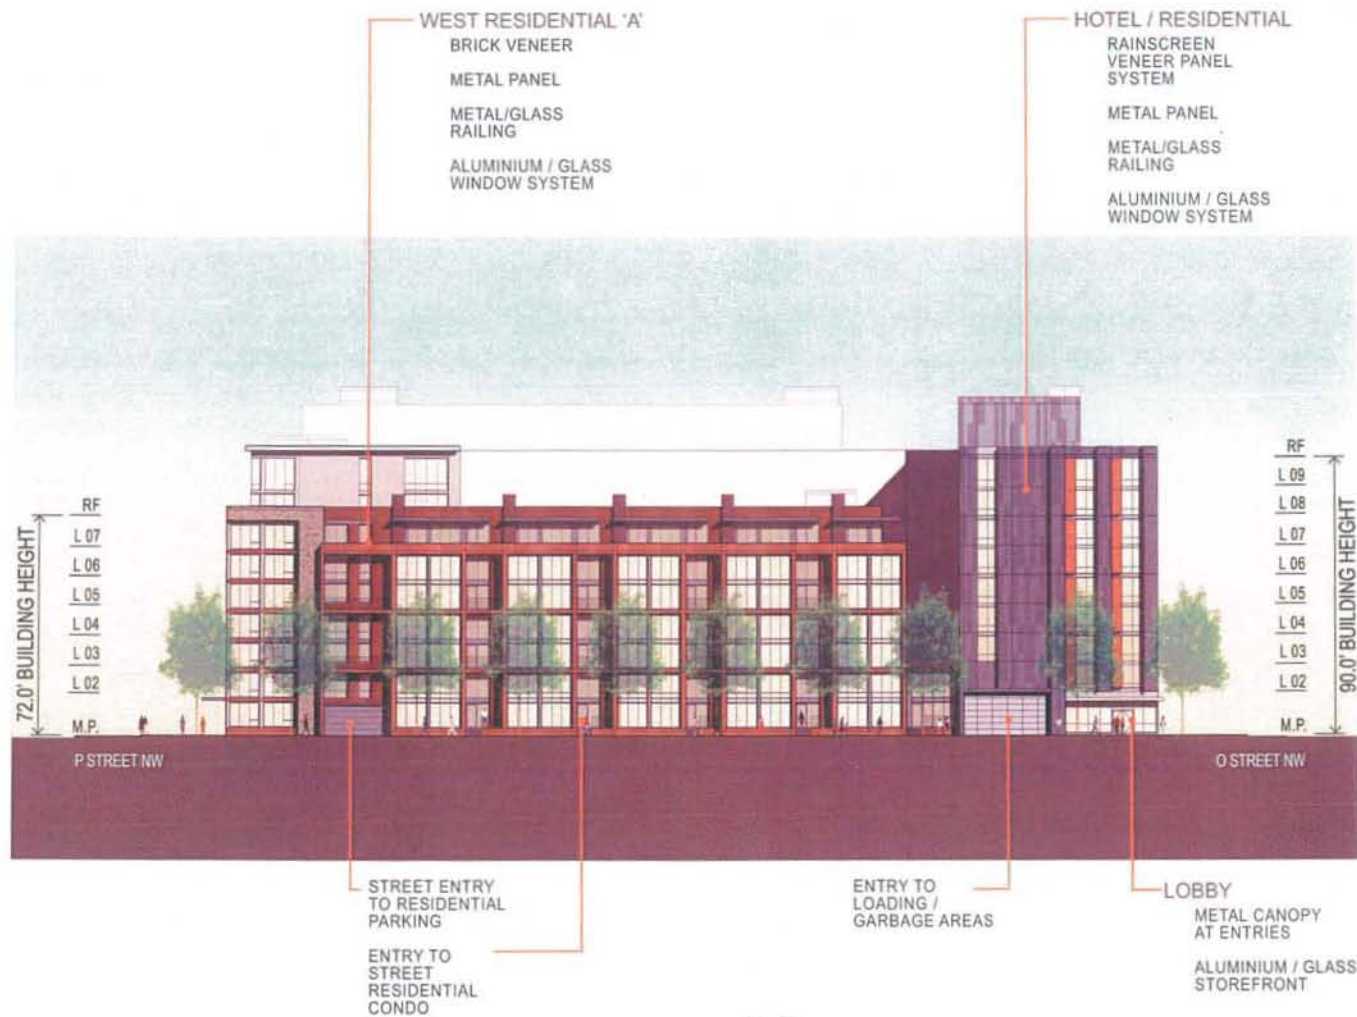 WEST RESIDENTIAL 'A'
BRICK VENEER
METAL PANEL
METAL/GLASS
RAILING
ALUMINIUM / GLASS
WINDOW SYSTEM
HOTEL / RESIDENTIAL
RAINSCREEN
VENEER PANEL
SYSTEM
METAL PANEL
METAL/GLASS
RAILING
ALUMINIUM / GLASS
WINDOW SYSTEM
72.0' BUILDING HEIGHT
RF
L 07
L 06
L 05
L 04
L 03
L 02
M.P.
P STREET NW
RF
L 09
L 08
L 07
L 06
L 05
L 04
L 03
L 02
M.P.
90.0' BUILDING HEIGHT
O STREET NW
STREET ENTRY
TO RESIDENTIAL
PARKING
ENTRY TO
STREET
RESIDENTIAL
CONDO
ENTRY TO
LOADING /
GARBAGE AREAS
LOBBY
METAL CANOPY
AT ENTRIES
ALUMINIUM / GLASS
STOREFRONT